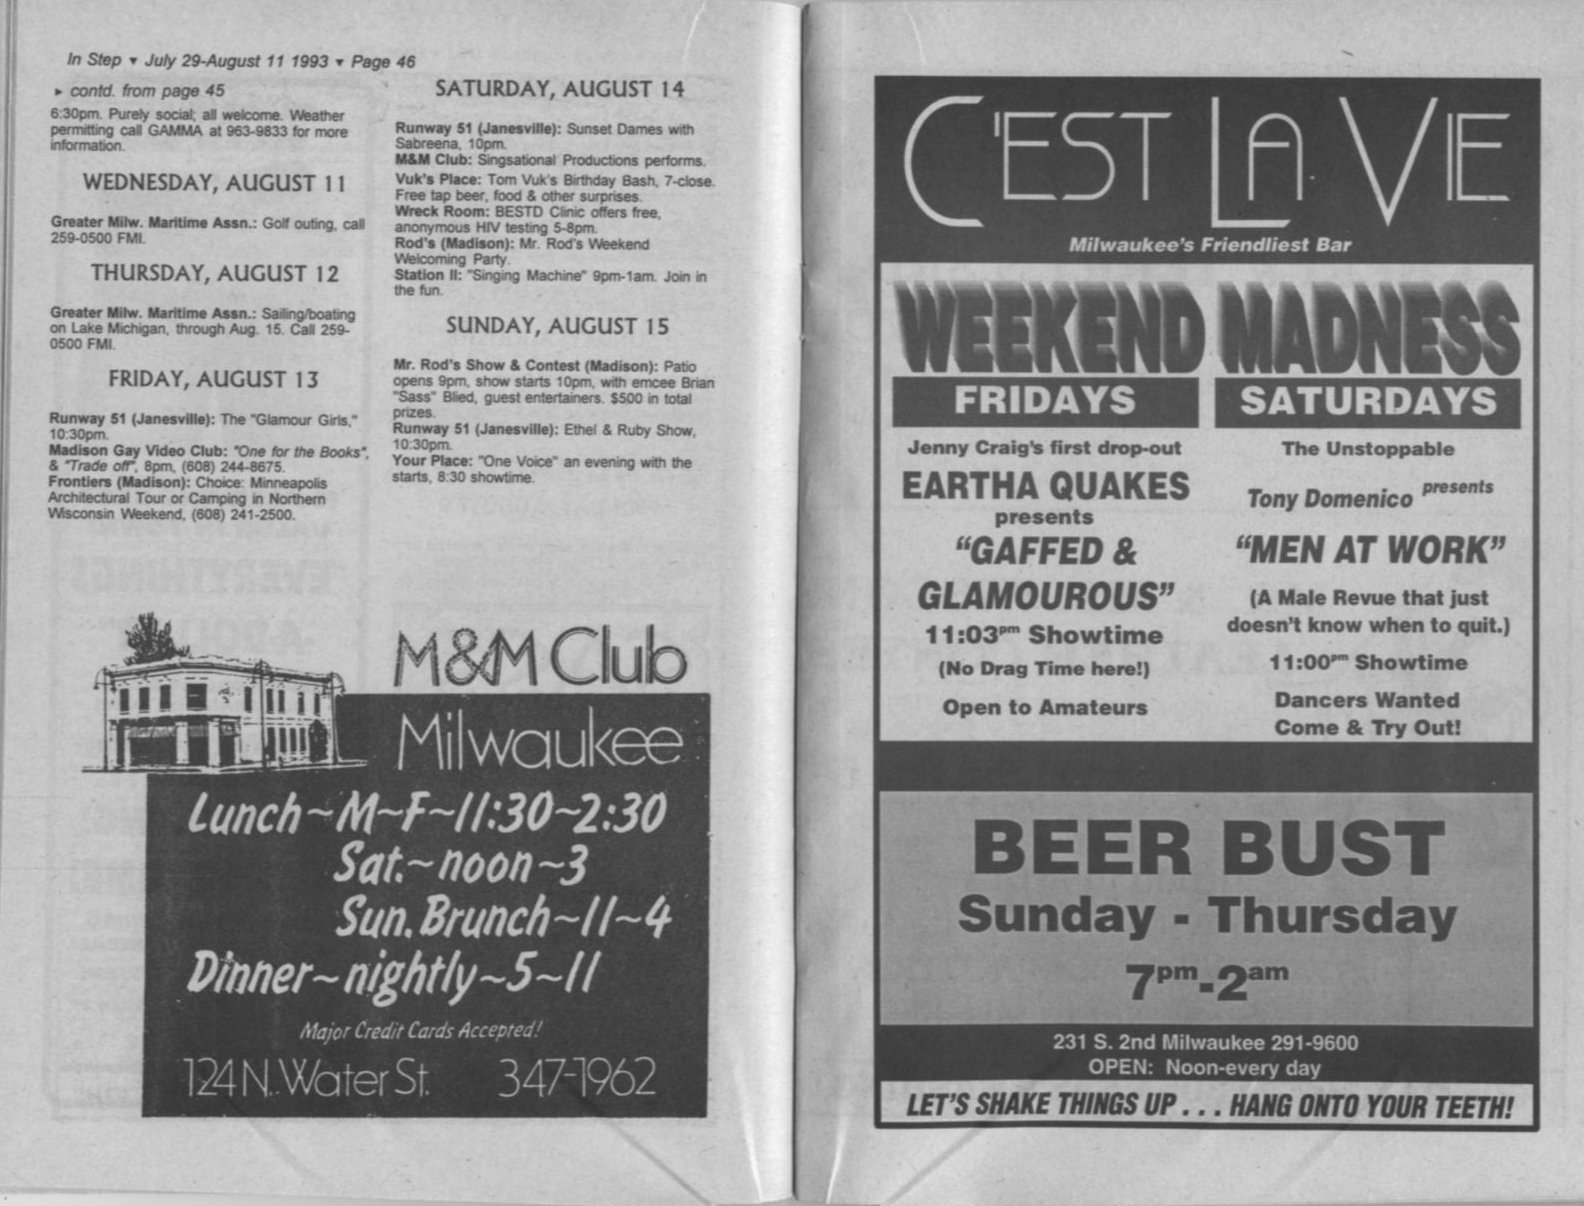 In Step ▼ July 29-August 11 1993 ▼ Page 46
► contd. from page 45
6:30pm. Purely social; all welcome. Weather
permitting call GAMMA at 963-9833 for more
information.
WEDNESDAY, AUGUST 11
Greater Milw. Maritime Assn.: Golf outing, call
259-0500 FMI.
THURSDAY, AUGUST 12
Greater Milw. Maritime Assn.: Sailing/boating
on Lake Michigan, through Aug. 15. Call 259-
0500 FMI.
FRIDAY, AUGUST 13
Runway 51 (Janesville): The "Glamour Girls,"
10:30pm.
Madison Gay Video Club: "One for the Books",
& "Trade off", 8pm, (608) 244-8675.
Frontiers (Madison): Choice: Minneapolis
Architectural Tour or Camping in Northern
Wisconsin Weekend, (608) 241-2500.
SATURDAY, AUGUST 14
Runway 51 (Janesville): Sunset Dames with
Sabreena, 10pm.
M&M Club: Singsational Productions performs.
Vuk's Place: Tom Vuk's Birthday Bash, 7-close.
Free tap beer, food & other surprises.
Wreck Room: BESTD Clinic offers free,
anonymous HIV testing 5-8pm.
Rod's (Madison): Mr. Rod's Weekend
Welcoming Party.
Station II: "Singing Machine" 9pm-1am. Join in
the fun.
SUNDAY, AUGUST 15
Mr. Rod's Show & Contest (Madison): Patio
opens 9pm, show starts 10pm, with emcee Brian
"Sass" Blied, guest entertainers. $500 in total
prizes.
Runway 51 (Janesville): Ethel & Ruby Show,
10:30pm.
Your Place: "One Voice" an evening with the
starts, 8:30 showtime.
M&M Club
Milwaukee
Lunch~M~F~11:30~2:30
Sat.~noon~3
Sun. Brunch~11~4
Dinner~nightly~5~11
Major Credit Cards Accepted!
124 N. Water St. 347-1962
C'EST LA VIE
Milwaukee's Friendliest Bar
WEEKEND MADNESS
FRIDAYS
Jenny Craig's first drop-out
EARTHA QUAKES
presents
"GAFFED &
GLAMOUROUS"
11:03pm Showtime
(No Drag Time here!)
Open to Amateurs
SATURDAYS
The Unstoppable
Tony Domenico presents
"MEN AT WORK"
(A Male Revue that just
doesn't know when to quit.)
11:00pm Showtime
Dancers Wanted
Come & Try Out!
BEER BUST
Sunday - Thursday
7pm-2am
231 S. 2nd Milwaukee 291-9600
OPEN: Noon-every day
LET'S SHAKE THINGS UP . . . HANG ONTO YOUR TEETH!